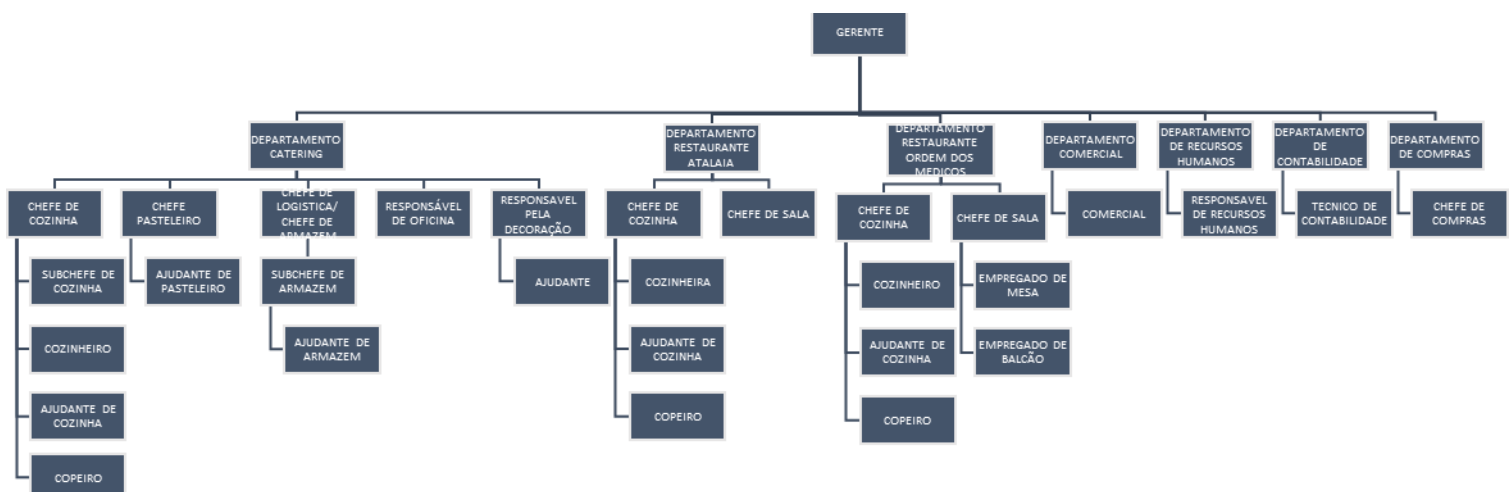 GERENTE
DEPARTAMENTO
CATERING
DEPARTAMENTO
RESTAURANTE
ATALAIA
DEPARTAMENTO
RESTAURANTE
ORDEM DOS
MEDICOS
DEPARTAMENTO
COMERCIAL
DEPARTAMENTO
DE RECURSOS
HUMANOS
DEPARTAMENTO
DE
CONTABILIDADE
DEPARTAMENTO
DE COMPRAS
CHEFE DE
COZINHA
CHEFE
PASTELEIRO
CHEFE DE
LOGISTICA/
CHEFE DE
ARMAZEM
RESPONSÁVEL
DE OFICINA
RESPONSAVEL
PELA
DECORAÇÃO
CHEFE DE
COZINHA
CHEFE DE SALA
CHEFE DE
COZINHA
CHEFE DE SALA
COMERCIAL
RESPONSAVEL
DE RECURSOS
HUMANOS
TECNICO DE
CONTABILIDADE
CHEFE DE
COMPRAS
SUBCHEFE DE
COZINHA
AJUDANTE DE
PASTELEIRO
SUBCHEFE DE
ARMAZEM
AJUDANTE
COZINHEIRA
COZINHEIRO
EMPREGADO DE
MESA
COZINHEIRO
AJUDANTE DE
ARMAZEM
AJUDANTE DE
COZINHA
AJUDANTE DE
COZINHA
EMPREGADO DE
BALCÃO
AJUDANTE DE
COZINHA
COPEIRO
COPEIRO
COPEIRO